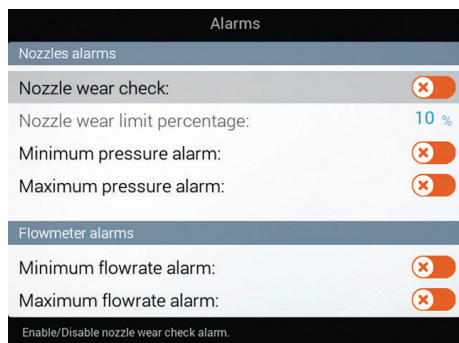 Alarms
Nozzles alarms
Nozzle wear check:
Nozzle wear limit percentage: 10 %
Minimum pressure alarm:
Maximum pressure alarm:
Flowmeter alarms
Minimum flowrate alarm:
Maximum flowrate alarm:
Enable/Disable nozzle wear check alarm.